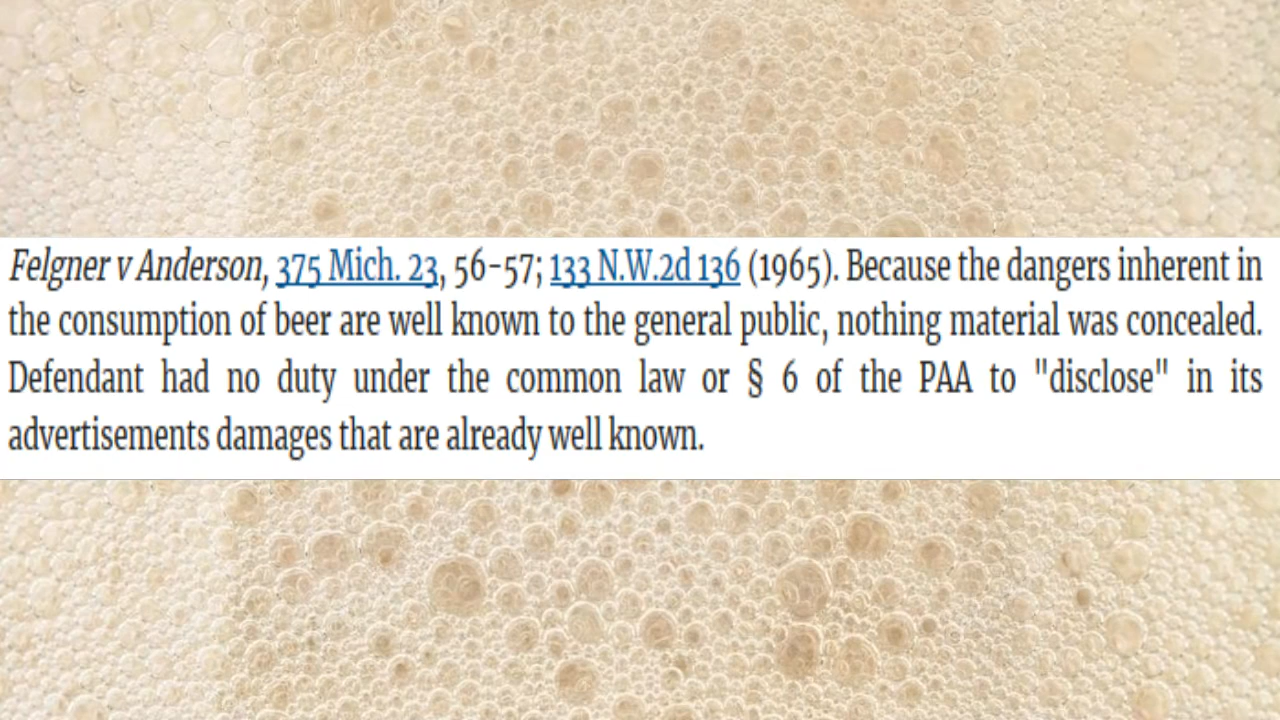 Felgner v Anderson, 375 Mich. 23, 56-57; 133 N.W.2d 136 (1965). Because the dangers inherent in
the consumption of beer are well known to the general public, nothing material was concealed.
Defendant had no duty under the common law or § 6 of the PAA to "disclose" in its
advertisements damages that are already well known.